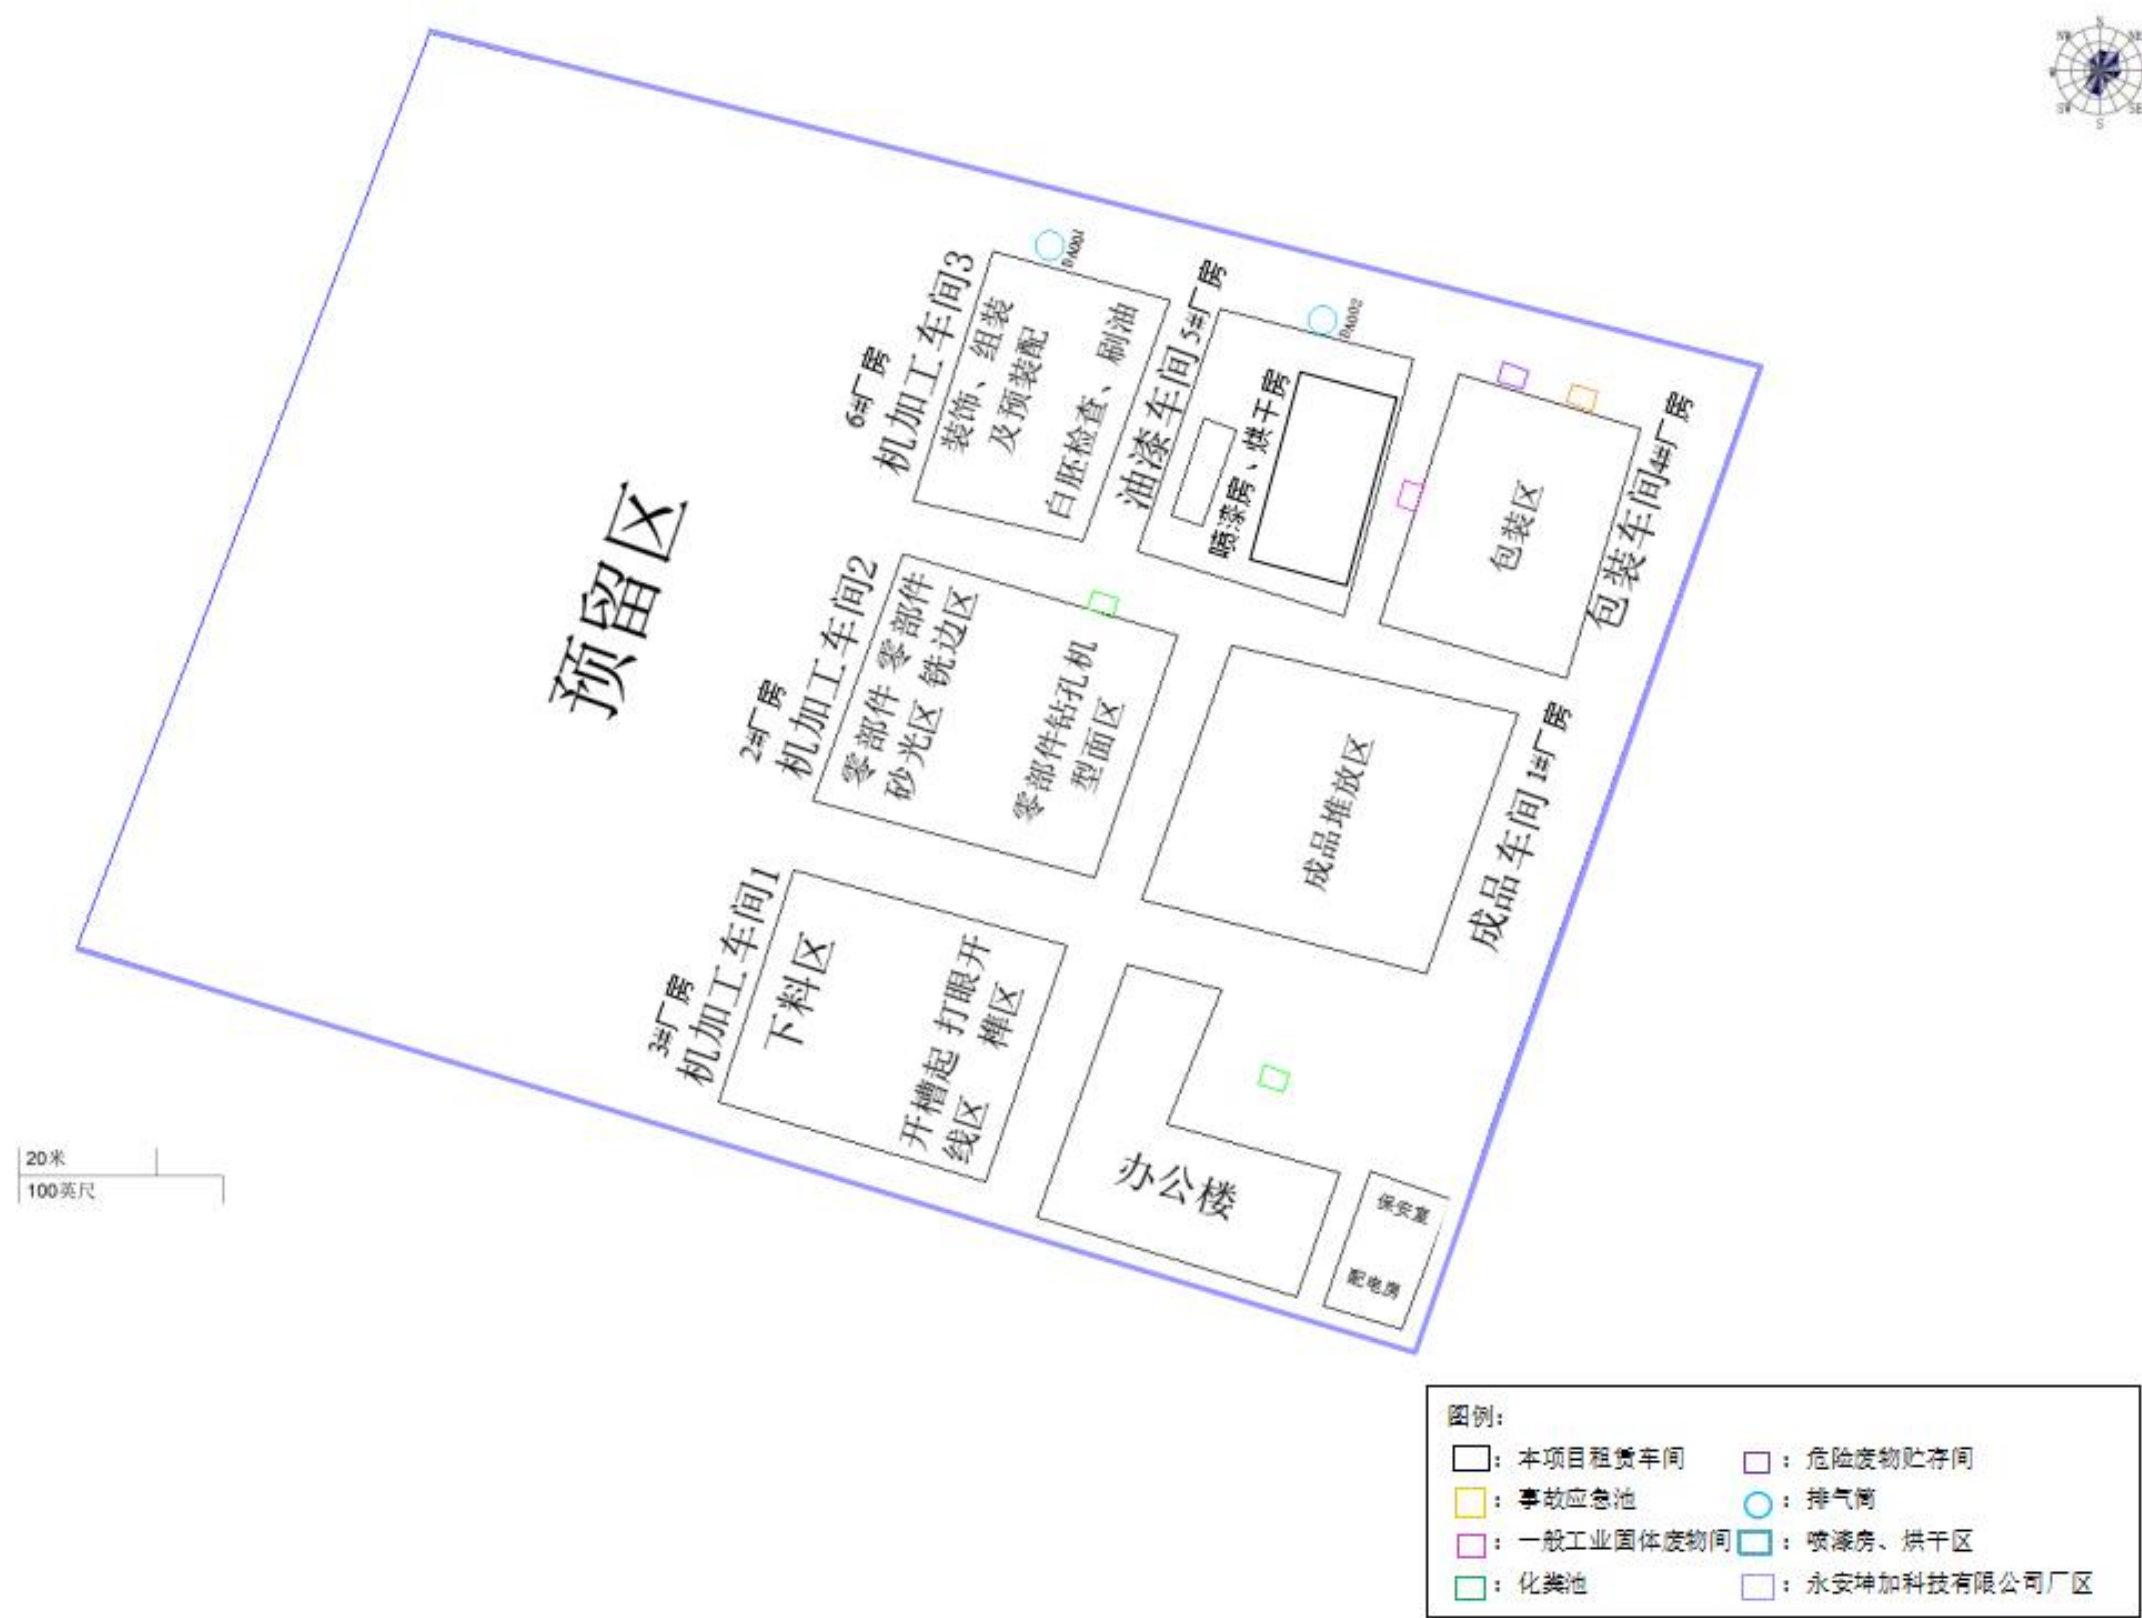 N
NW
NE
W
SW
SE
S
DA001
6#厂房
机加工车间3
装饰、组装
及预装配
白胚检查、刷油
DA002
油漆车间 5#厂房
喷漆房、烘干房
包装区
包装车间4#厂房
预留区
2#厂房
机加工车间2
零部件 零部件
砂光区 铣边区
零部件钻孔机
型面区
成品堆放区
成品车间 1#厂房
3#厂房
机加工车间1
下料区
开槽起 打眼开
线区 榫区
办公楼
保安室
配电房
20米
100英尺
图例：
：本项目租赁车间
：危险废物贮存间
：事故应急池
：排气筒
：一般工业固体废物间
：喷漆房、烘干区
：化粪池
：永安坤加科技有限公司厂区